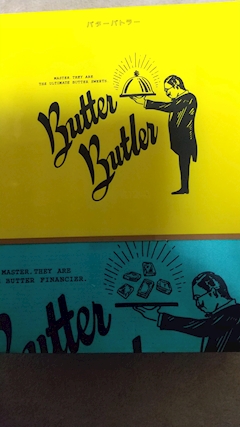 バターバトラー
MASTER THEY ARE
THE ULTIMATE BUTTER SWEETS
Butter
Butler
MASTER, THEY ARE
BUTTER FINANCIER.
Butter